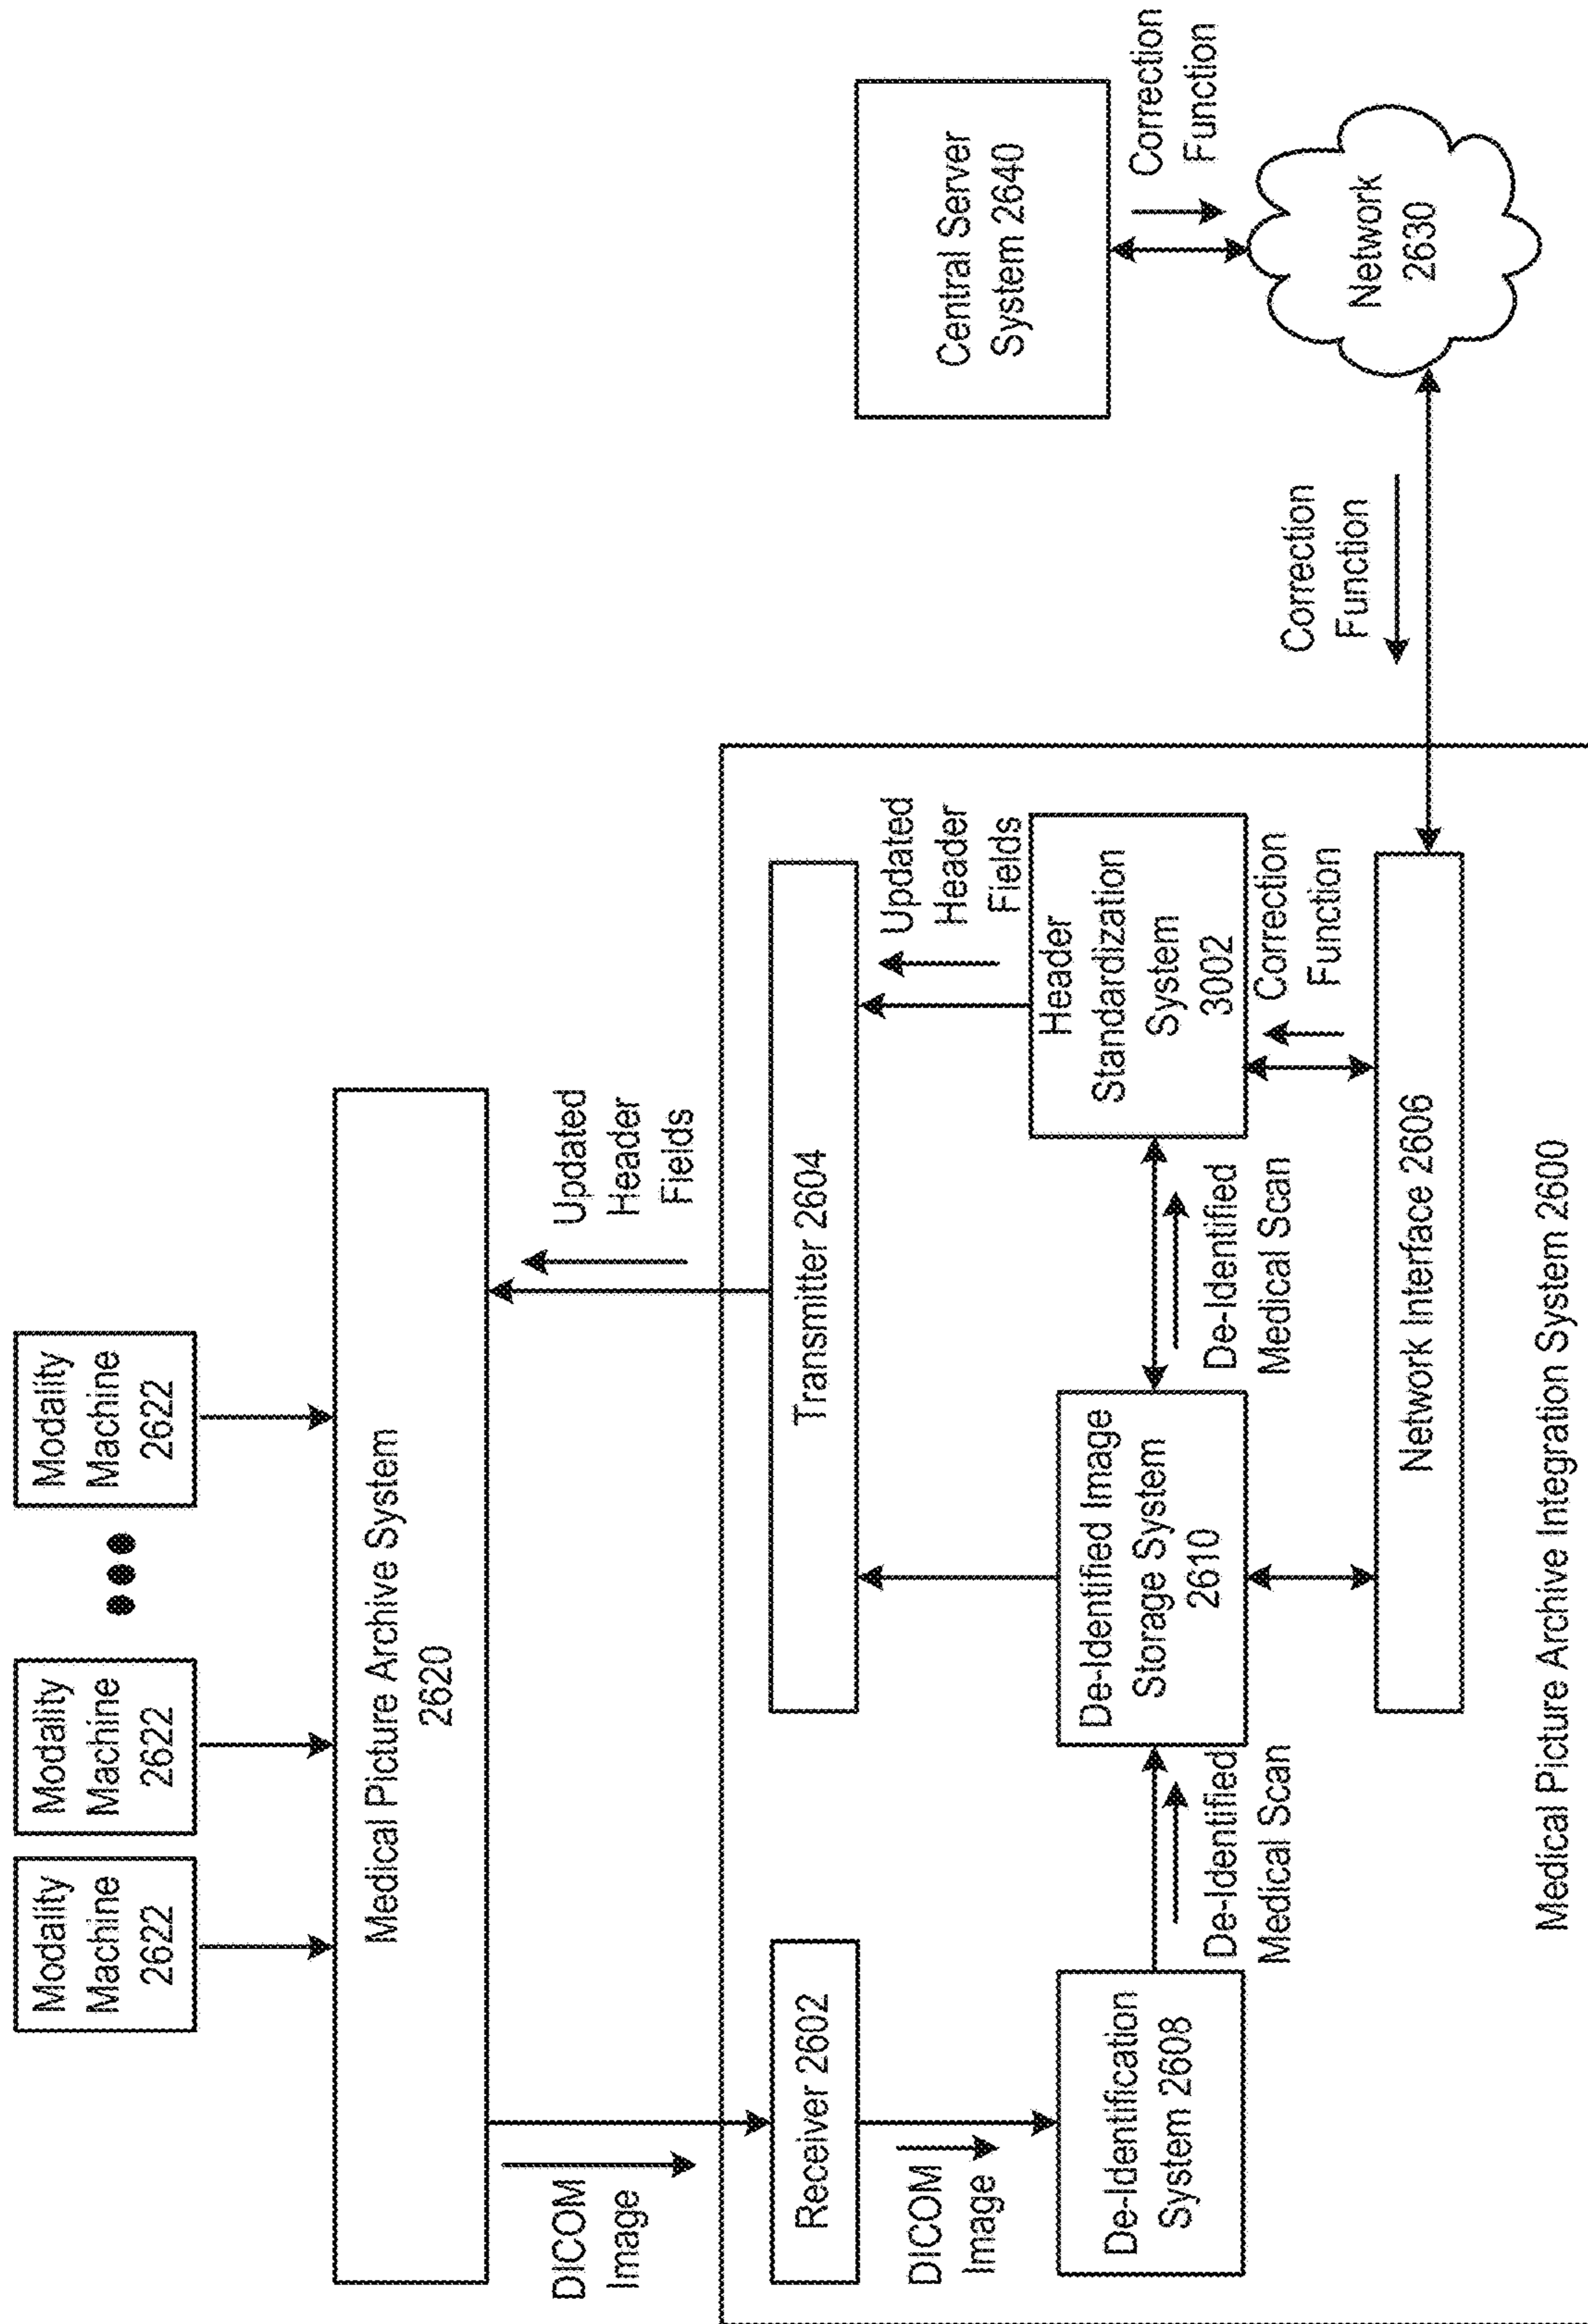 Modality
Machine
2622
Modality
Machine
2622
Modality
Machine
2622
Medical Picture Archive System
2620
DICOM
Image
Updated
Header
Fields
Receiver 2602
Transmitter 2604
DICOM
Image
Updated
Header
Fields
De-Identification
System 2608
De-Identified
Medical Scan
De-Identified Image
Storage System
2610
De-Identified
Medical Scan
Header
Standardization
System
3002
Correction
Function
Network Interface 2606
Medical Picture Archive Integration System 2600
Central Server
System 2640
Correction
Function
Correction
Function
Network
2630